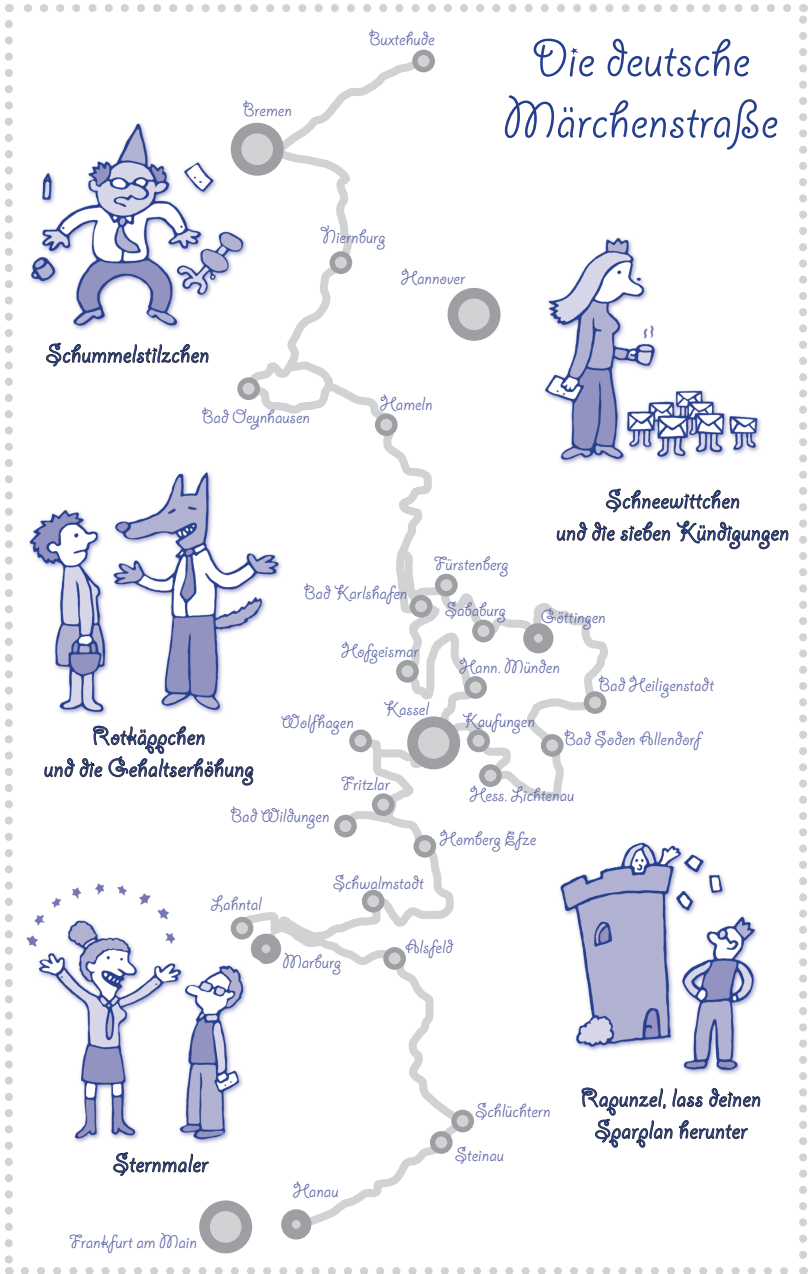 Die deutsche
Märchenstraße
Buxtehude
Bremen
Niernburg
Hannover
Schummelstilzchen
Bad Oeynhausen
Hameln
Schneewittchen
und die sieben Kündigungen
Fürstenberg
Bad Karlshafen
Sababurg
Göttingen
Hofgeismar
Hann. Münden
Bad Heiligenstadt
Kassel
Wolfhagen
Kaufungen
Bad Soden Allendorf
Rotkäppchen
und die Gehaltserhöhung
Fritzlar
Hess. Lichtenau
Bad Wildungen
Homberg Efze
Schwalmstadt
Lahntal
Marburg
Alsfeld
Rapunzel, lass deinen
Sparplan herunter
Schlüchtern
Steinau
Sternmaler
Hanau
Frankfurt am Main